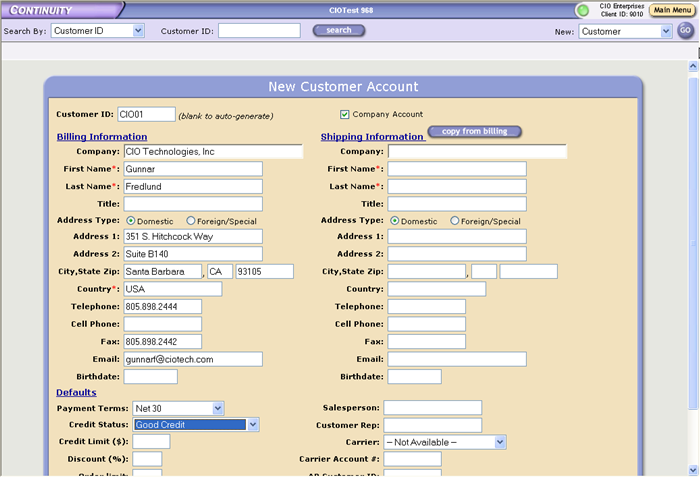 CONTINUITY
CIOTest 968
CIO Enterprises
Client ID: 9010
Main Menu
Search By: Customer ID Customer ID: search New: Customer GO
New Customer Account
Customer ID: CIO01 (blank to auto-generate) Company Account
Billing Information Shipping Information copy from billing
Company: CIO Technologies, Inc Company:
First Name*: Gunnar First Name*:
Last Name*: Fredlund Last Name*:
Title: Title:
Address Type: Domestic Foreign/Special Address Type: Domestic Foreign/Special
Address 1: 351 S. Hitchcock Way Address 1:
Address 2: Suite B140 Address 2:
City,State Zip: Santa Barbara , CA 93105 City,State Zip: ,
Country*: USA Country:
Telephone: 805.898.2444 Telephone:
Cell Phone: Cell Phone:
Fax: 805.898.2442 Fax:
Email: gunnarf@ciotech.com Email:
Birthdate: Birthdate:
Defaults
Payment Terms: Net 30 Salesperson:
Credit Status: Good Credit Customer Rep:
Credit Limit ($): Carrier: -- Not Available --
Discount (%): Carrier Account #:
Order limit AR Customer ID: